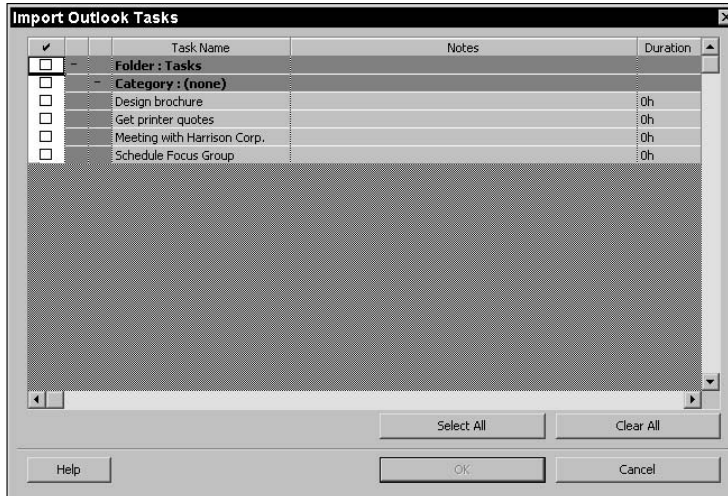 Import Outlook Tasks
Task Name Notes Duration
Folder : Tasks
Category : (none)
Design brochure 0h
Get printer quotes 0h
Meeting with Harrison Corp. 0h
Schedule Focus Group 0h
Select All Clear All
Help OK Cancel